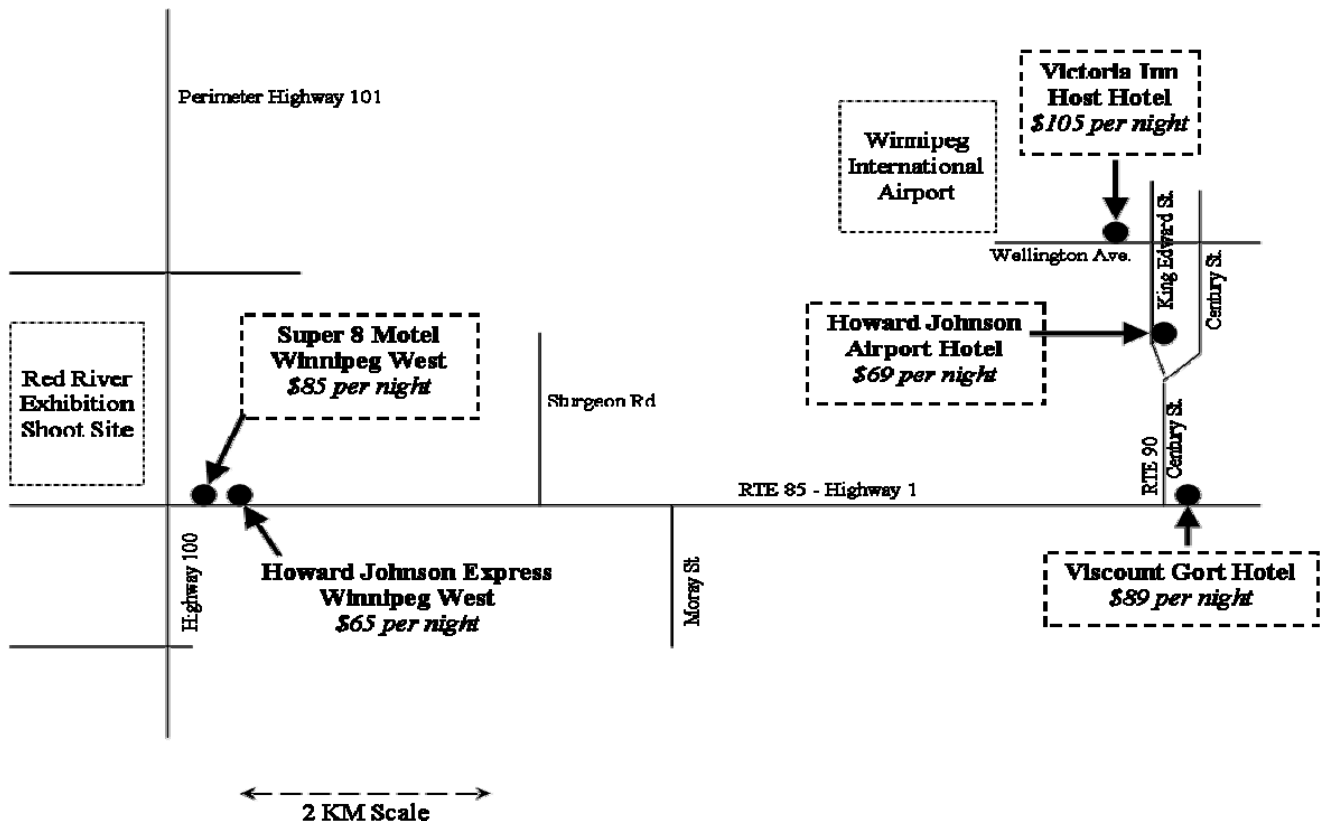 Perimeter Highway 101
Victoria Inn
Host Hotel
$105 per night
Winnipeg
International
Airport
King Edward St.
Century St.
Wellington Ave.
Howard Johnson
Airport Hotel
$69 per night
Super 8 Motel
Winnipeg West
$85 per night
Red River
Exhibition
Shoot Site
Sturgeon Rd
RTE 90
Century St.
RTE 85 - Highway 1
Highway 100
Howard Johnson Express
Winnipeg West
$65 per night
Moray St
Viscount Gort Hotel
$89 per night
2 KM Scale